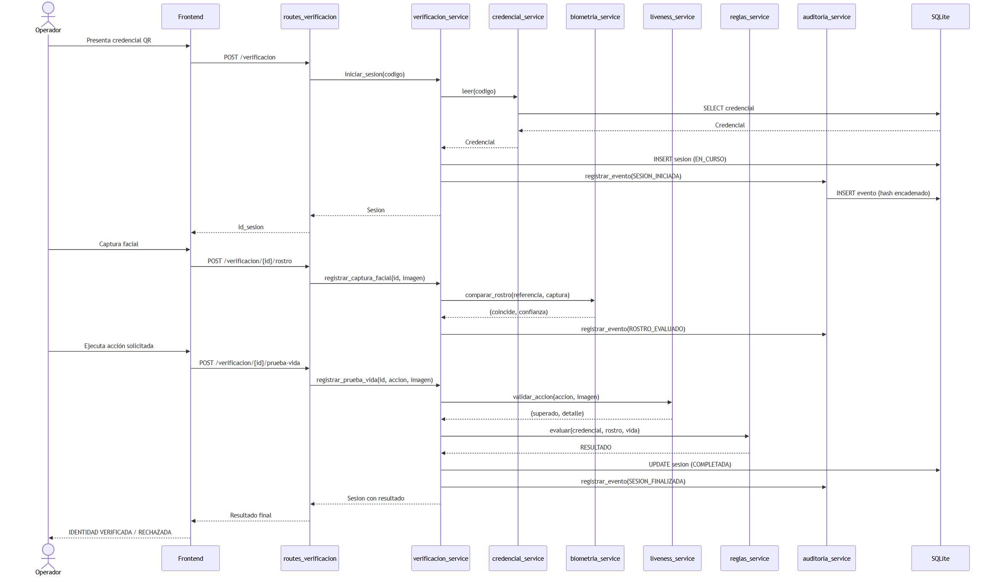 Operador
Frontend
routes_verificacion
verificacion_service
credencial_service
biometria_service
liveness_service
reglas_service
auditoria_service
SQLite
Presenta credencial QR
POST /verificacion
iniciar_sesion(codigo)
leer(codigo)
SELECT credencial
Credencial
Credencial
INSERT sesion (EN_CURSO)
registrar_evento(SESION_INICIADA)
INSERT evento (hash encadenado)
Sesion
id_sesion
Captura facial
POST /verificacion/{id}/rostro
registrar_captura_facial(id, imagen)
comparar_rostro(referencia, captura)
(coincide, confianza)
registrar_evento(ROSTRO_EVALUADO)
Ejecuta acción solicitada
POST /verificacion/{id}/prueba-vida
registrar_prueba_vida(id, accion, imagen)
validar_accion(accion, imagen)
(superado, detalle)
evaluar(credencial, rostro, vida)
RESULTADO
UPDATE sesion (COMPLETADA)
registrar_evento(SESION_FINALIZADA)
Sesion con resultado
Resultado final
IDENTIDAD VERIFICADA / RECHAZADA
Operador
Frontend
routes_verificacion
verificacion_service
credencial_service
biometria_service
liveness_service
reglas_service
auditoria_service
SQLite